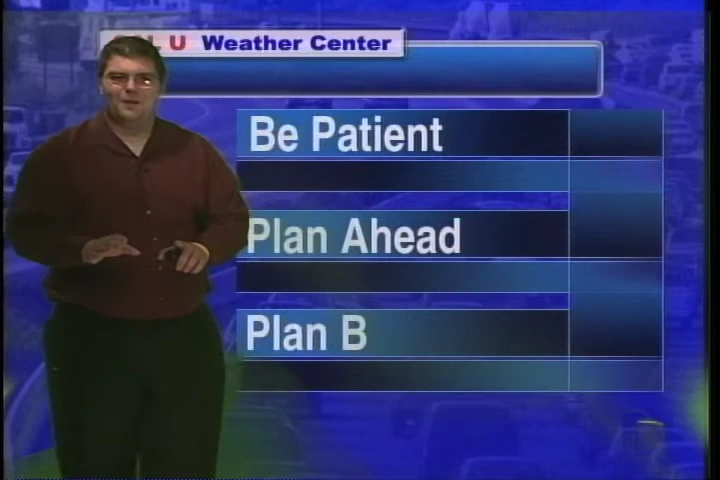 U Weather Center
Be Patient
Plan Ahead
Plan B